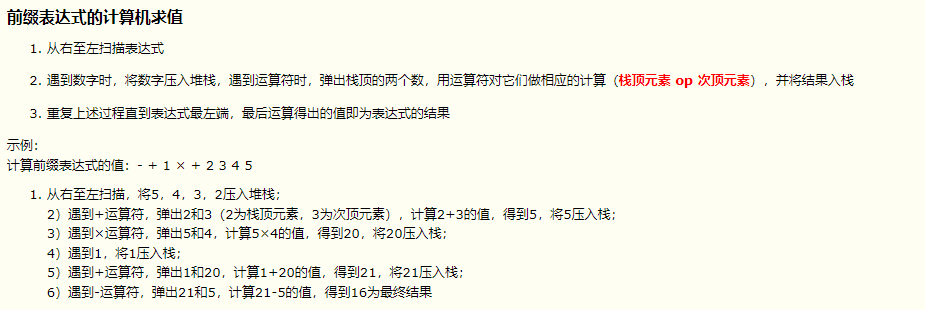 前缀表达式的计算机求值
1. 从右至左扫描表达式
2. 遇到数字时，将数字压入堆栈，遇到运算符时，弹出栈顶的两个数，用运算符对它们做相应的计算（栈顶元素 op 次顶元素），并将结果入栈
3. 重复上述过程直到表达式最左端，最后运算得出的值即为表达式的结果
示例：
计算前缀表达式的值：- + 1 × + 2 3 4 5
1. 从右至左扫描，将5，4，3，2压入堆栈；
2）遇到+运算符，弹出2和3（2为栈顶元素，3为次顶元素），计算2+3的值，得到5，将5压入栈；
3）遇到×运算符，弹出5和4，计算5×4的值，得到20，将20压入栈；
4）遇到1，将1压入栈；
5）遇到+运算符，弹出1和20，计算1+20的值，得到21，将21压入栈；
6）遇到-运算符，弹出21和5，计算21-5的值，得到16为最终结果